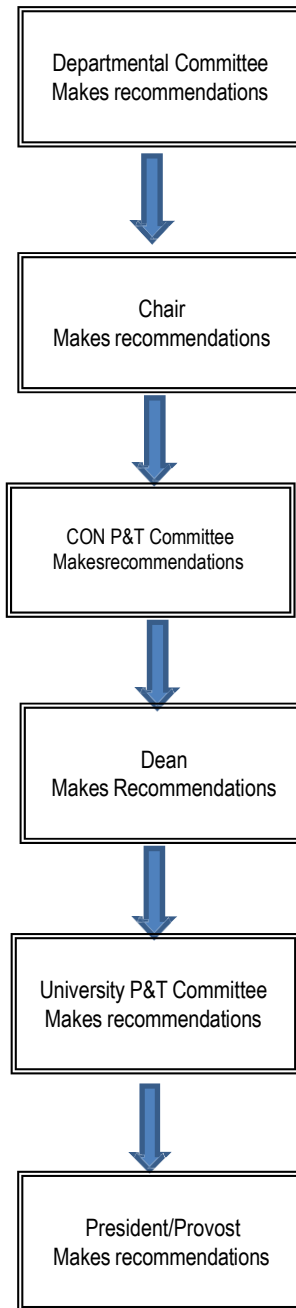 Departmental Committee
Makes recommendations
Chair
Makes recommendations
CON P&T Committee
Makesrecommendations
Dean
Makes Recommendations
University P&T Committee
Makes recommendations
President/Provost
Makes recommendations